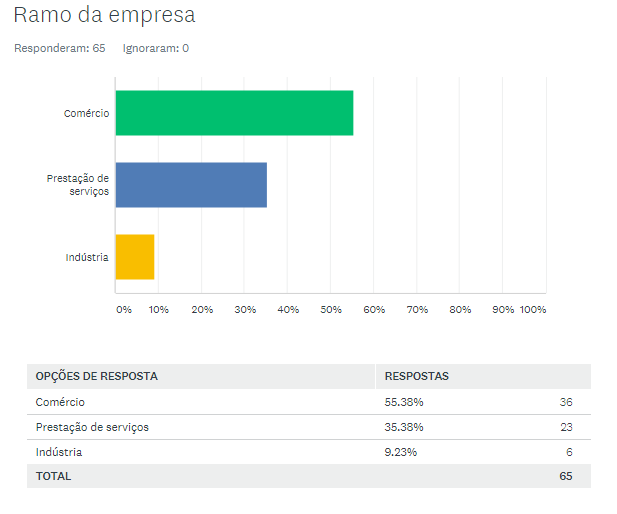 Ramo da empresa
Responderam: 65 Ignoraram: 0
Comércio
Prestação de
serviços
Indústria
0% 10% 20% 30% 40% 50% 60% 70% 80% 90% 100%
OPÇÕES DE RESPOSTA RESPOSTAS
Comércio 55.38% 36
Prestação de serviços 35.38% 23
Indústria 9.23% 6
TOTAL 65